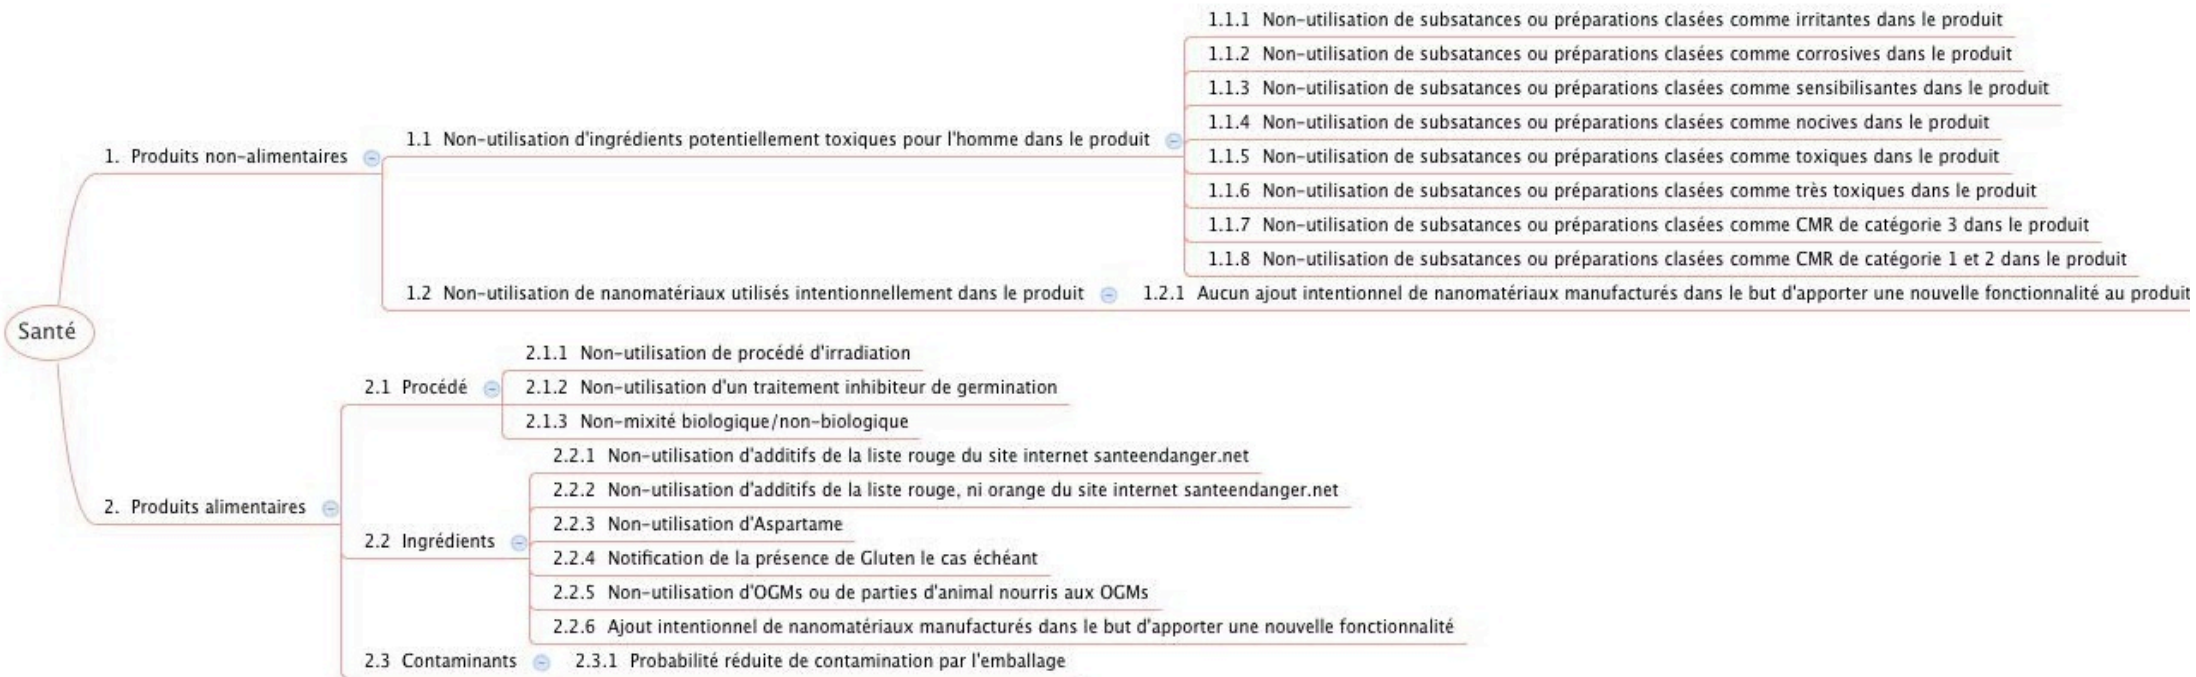 Santé
1. Produits non-alimentaires
1.1 Non-utilisation d'ingrédients potentiellement toxiques pour l'homme dans le produit
1.1.1 Non-utilisation de subsatances ou préparations clasées comme irritantes dans le produit
1.1.2 Non-utilisation de subsatances ou préparations clasées comme corrosives dans le produit
1.1.3 Non-utilisation de subsatances ou préparations clasées comme sensibilisantes dans le produit
1.1.4 Non-utilisation de subsatances ou préparations clasées comme nocives dans le produit
1.1.5 Non-utilisation de subsatances ou préparations clasées comme toxiques dans le produit
1.1.6 Non-utilisation de subsatances ou préparations clasées comme très toxiques dans le produit
1.1.7 Non-utilisation de subsatances ou préparations clasées comme CMR de catégorie 3 dans le produit
1.1.8 Non-utilisation de subsatances ou préparations clasées comme CMR de catégorie 1 et 2 dans le produit
1.2 Non-utilisation de nanomatériaux utilisés intentionnellement dans le produit
1.2.1 Aucun ajout intentionnel de nanomatériaux manufacturés dans le but d'apporter une nouvelle fonctionnalité au produit
2. Produits alimentaires
2.1 Procédé
2.1.1 Non-utilisation de procédé d'irradiation
2.1.2 Non-utilisation d'un traitement inhibiteur de germination
2.1.3 Non-mixité biologique/non-biologique
2.2 Ingrédients
2.2.1 Non-utilisation d'additifs de la liste rouge du site internet santeendanger.net
2.2.2 Non-utilisation d'additifs de la liste rouge, ni orange du site internet santeendanger.net
2.2.3 Non-utilisation d'Aspartame
2.2.4 Notification de la présence de Gluten le cas échéant
2.2.5 Non-utilisation d'OGMs ou de parties d'animal nourris aux OGMs
2.2.6 Ajout intentionnel de nanomatériaux manufacturés dans le but d'apporter une nouvelle fonctionnalité
2.3 Contaminants
2.3.1 Probabilité réduite de contamination par l'emballage